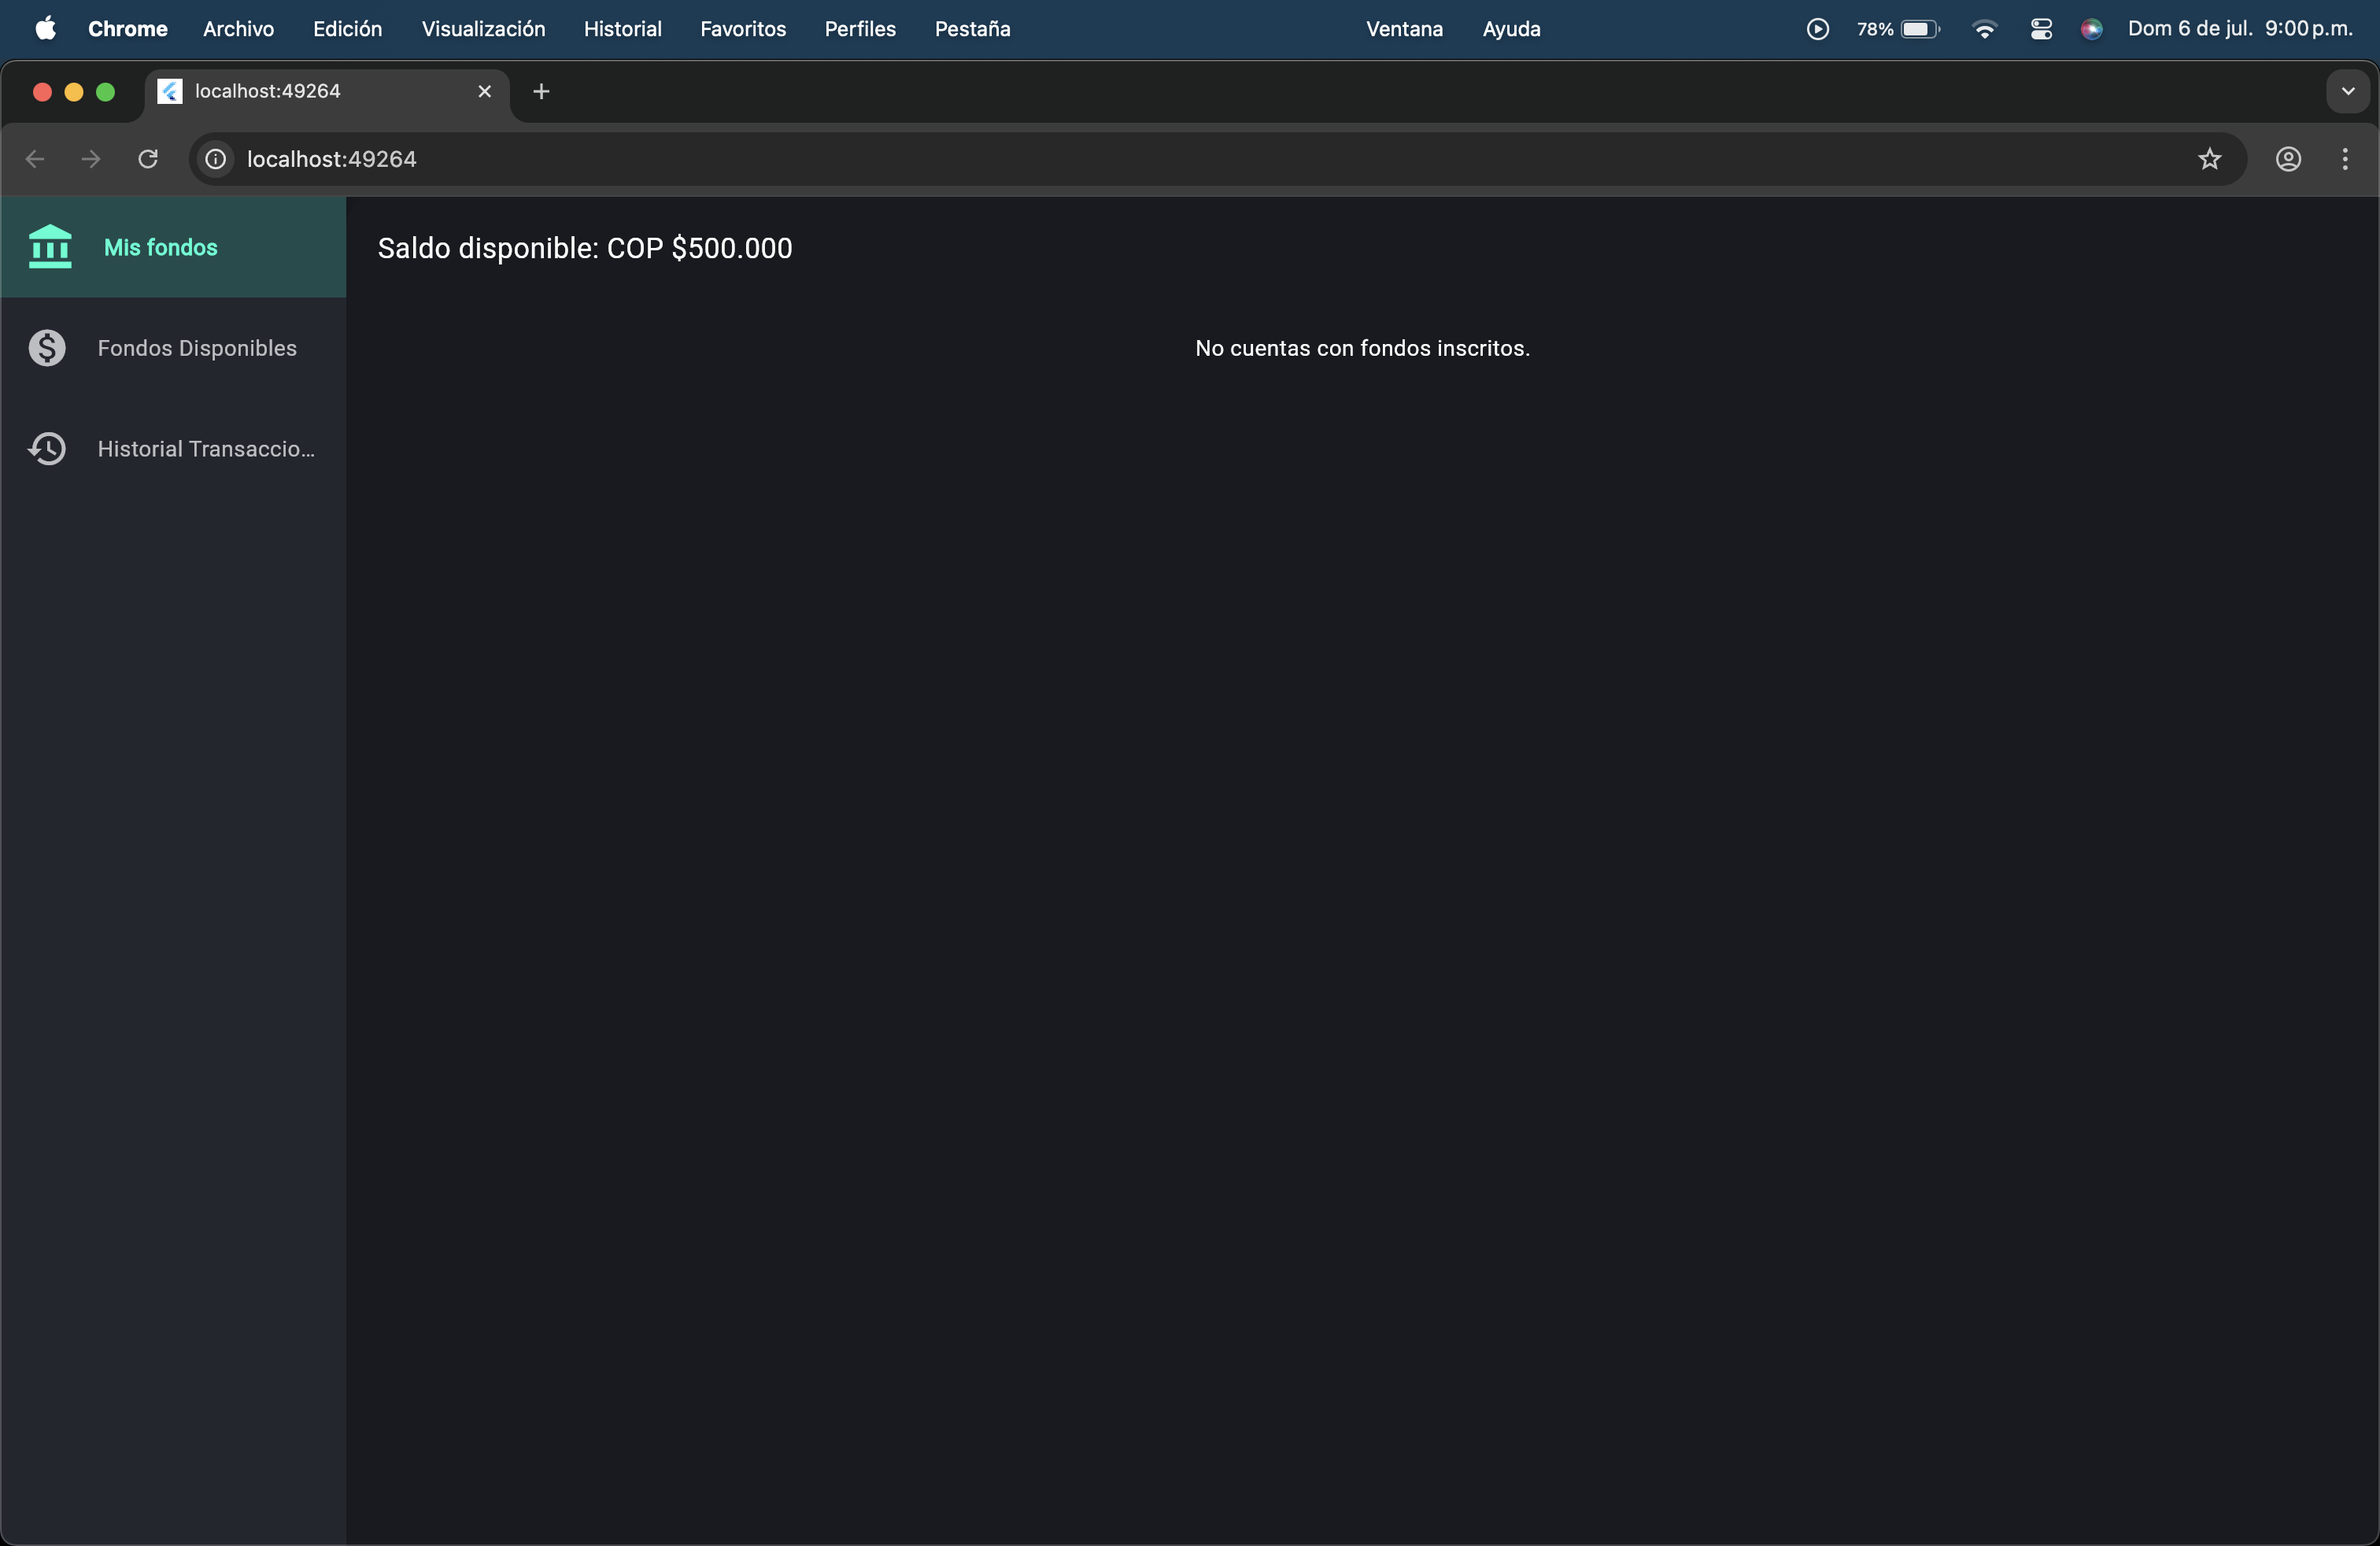 Chrome Archivo Edición Visualización Historial Favoritos Perfiles Pestaña Ventana Ayuda 78% Dom 6 de jul. 9:00 p.m.
localhost:49264
localhost:49264
Mis fondos
Saldo disponible: COP $500.000
Fondos Disponibles
No cuentas con fondos inscritos.
Historial Transaccio...